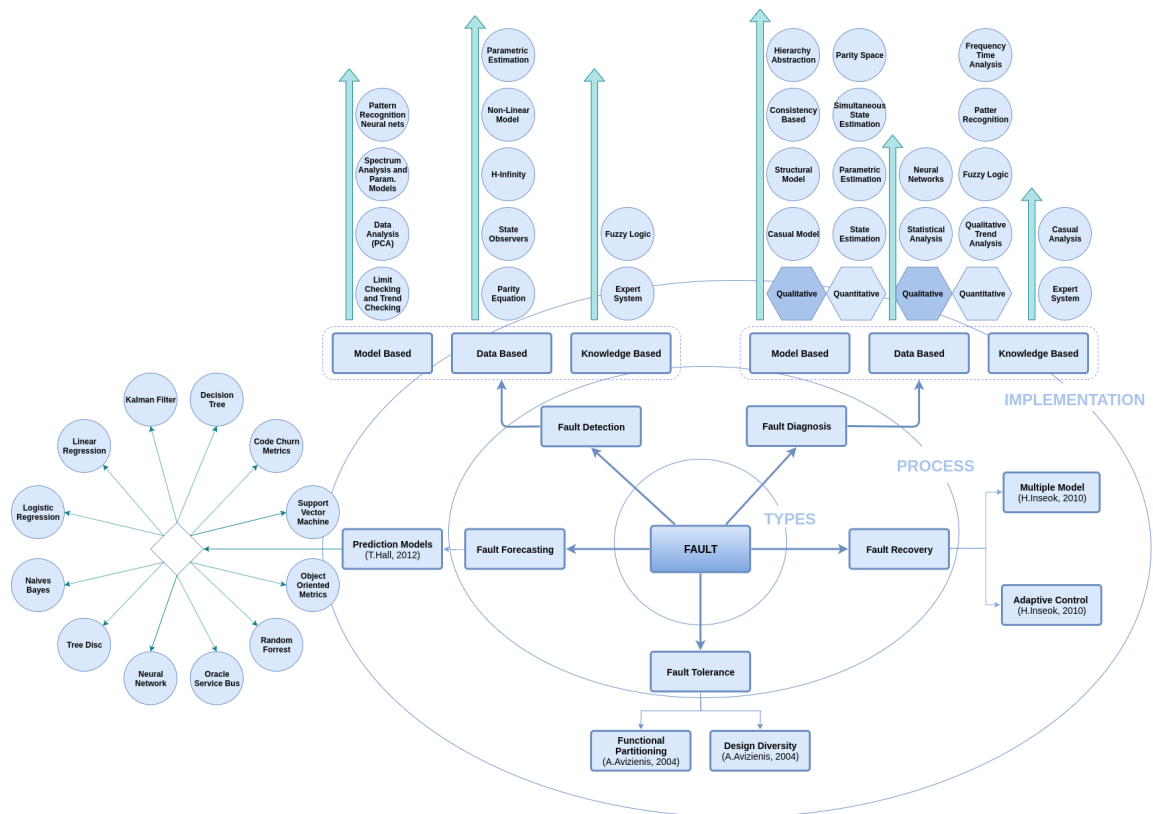 Pattern
Recognition
Neural nets
Spectrum
Analysis and
Param.
Models
Data
Analysis
(PCA)
Limit
Checking
and Trend
Checking
Parametric
Estimation
Non-Linear
Model
H-Infinity
State
Observers
Parity
Equation
Fuzzy Logic
Expert
System
Hierarchy
Abstraction
Consistency
Based
Structural
Model
Casual Model
Qualitative
Parity Space
Simultaneous
State
Estimation
Parametric
Estimation
State
Estimation
Quantitative
Neural
Networks
Statistical
Analysis
Qualitative
Frequency
Time
Analysis
Patter
Recognition
Fuzzy Logic
Qualitative
Trend
Analysis
Quantitative
Casual
Analysis
Expert
System
Model Based
Data Based
Knowledge Based
Model Based
Data Based
Knowledge Based
IMPLEMENTATION
Fault Detection
Fault Diagnosis
PROCESS
TYPES
FAULT
Fault Forecasting
Prediction Models
(T.Hall, 2012)
Fault Recovery
Multiple Model
(H.Inseok, 2010)
Adaptive Control
(H.Inseok, 2010)
Fault Tolerance
Functional
Partitioning
(A.Avizienis, 2004)
Design Diversity
(A.Avizienis, 2004)
Kalman Filter
Decision
Tree
Linear
Regression
Code Churn
Metrics
Logistic
Regression
Support
Vector
Machine
Naives
Bayes
Object
Oriented
Metrics
Tree Disc
Random
Forrest
Neural
Network
Oracle
Service Bus